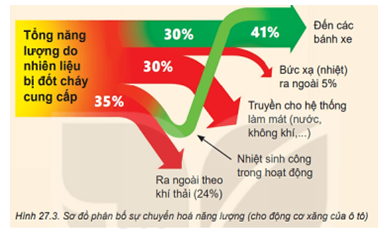 Tổng năng
lượng do
nhiên liệu
bị đốt cháy
cung cấp
30%
41%
Đến các
bánh xe
30%
Bức xạ (nhiệt)
ra ngoài 5%
35%
Truyền cho hệ thống
làm mát (nước,
không khí,...)
Nhiệt sinh công
trong hoạt động
Ra ngoài theo
khí thải (24%)
Hình 27.3. Sơ đồ phân bố sự chuyển hoá năng lượng (cho động cơ xăng của ô tô)